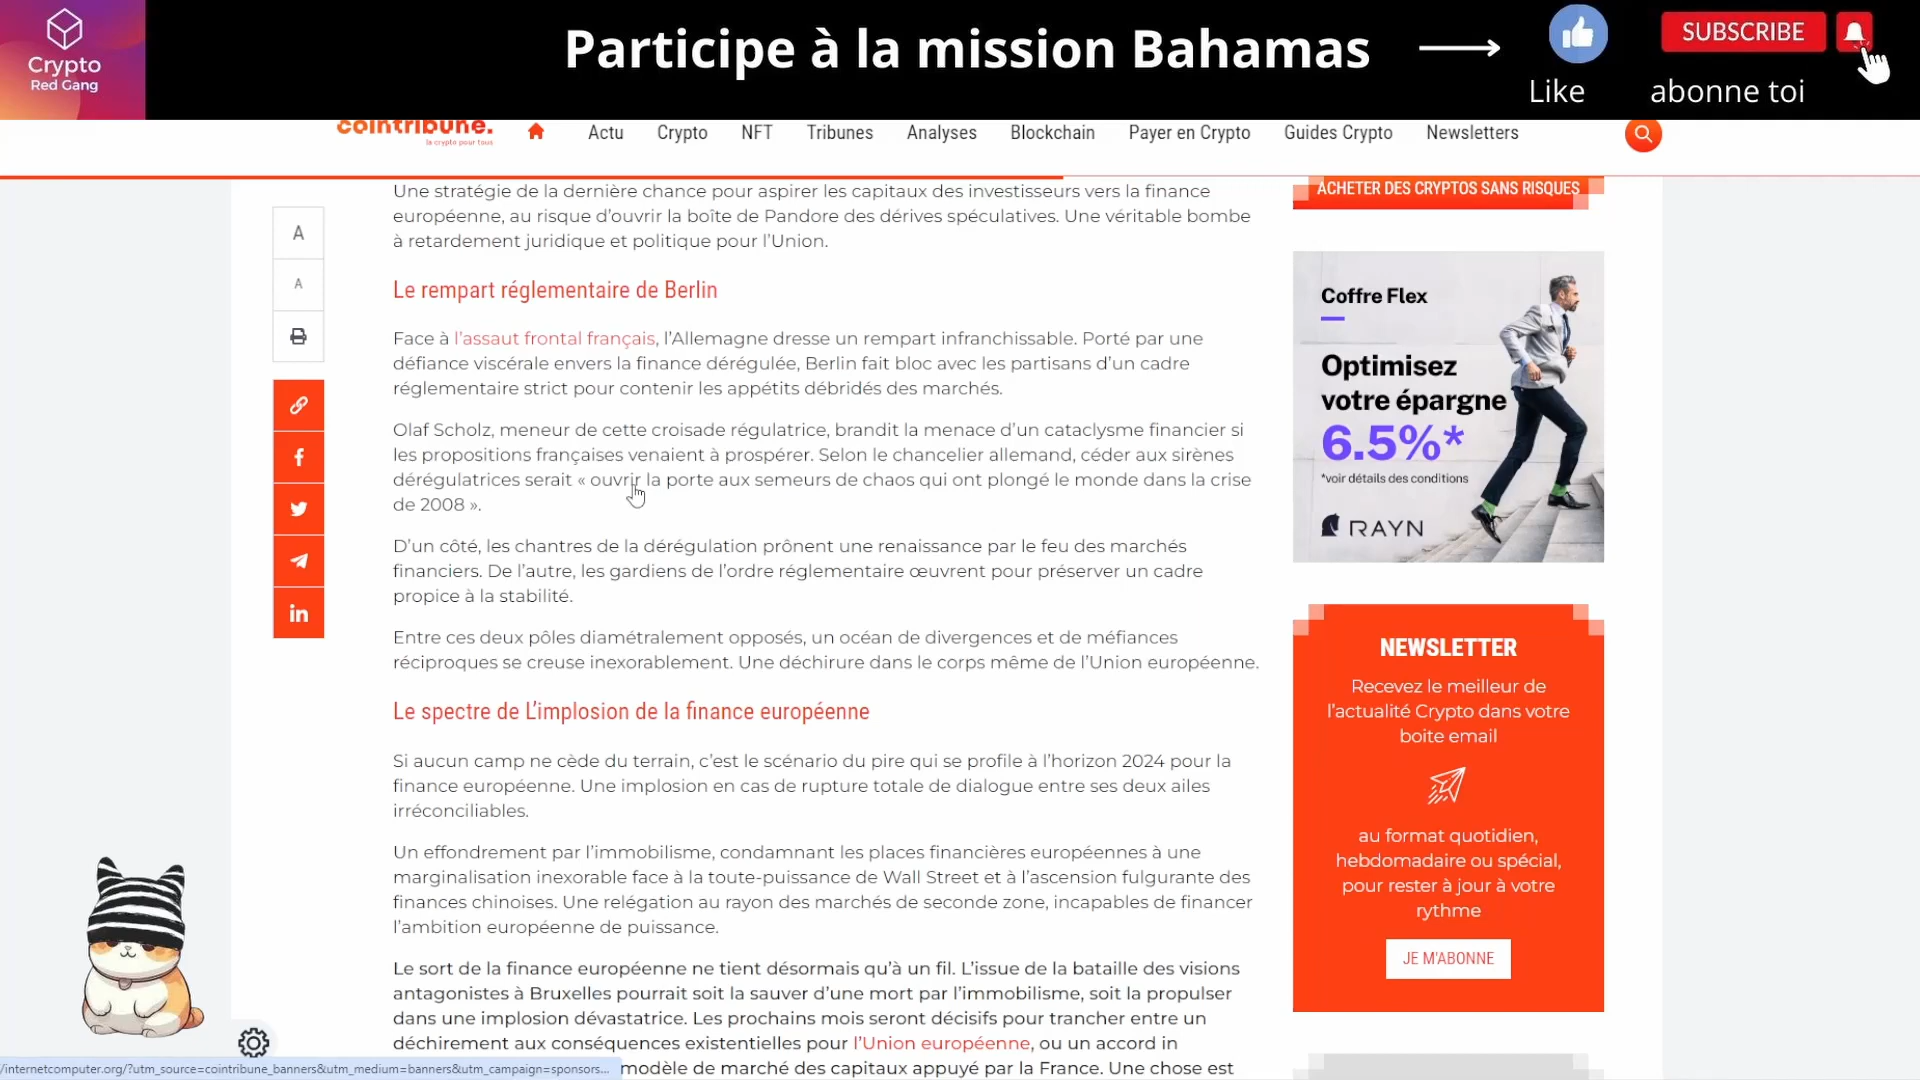 Crypto
Red Gang
Participe à la mission Bahamas
Like
SUBSCRIBE
abonne toi
cointribune.
la crypto pour tous
Actu
Crypto
NFT
Tribunes
Analyses
Blockchain
Payer en Crypto
Guides Crypto
Newsletters
A
A
Une stratégie de la dernière chance pour aspirer les capitaux des investisseurs vers la finance
européenne, au risque d’ouvrir la boîte de Pandore des dérives spéculatives. Une véritable bombe
à retardement juridique et politique pour l’Union.
Le rempart réglementaire de Berlin
Face à l’assaut frontal français, l’Allemagne dresse un rempart infranchissable. Porté par une
défiance viscérale envers la finance dérégulée, Berlin fait bloc avec les partisans d’un cadre
réglementaire strict pour contenir les appétits débridés des marchés.
Olaf Scholz, meneur de cette croisade régulatrice, brandit la menace d’un cataclysme financier si
les propositions françaises venaient à prospérer. Selon le chancelier allemand, céder aux sirènes
dérégulatrices serait « ouvrir la porte aux semeurs de chaos qui ont plongé le monde dans la crise
de 2008 ».
D’un côté, les chantres de la dérégulation prônent une renaissance par le feu des marchés
financiers. De l’autre, les gardiens de l’ordre réglementaire œuvrent pour préserver un cadre
propice à la stabilité.
Entre ces deux pôles diamétralement opposés, un océan de divergences et de méfiances
réciproques se creuse inexorablement. Une déchirure dans le corps même de l’Union européenne.
Le spectre de L’implosion de la finance européenne
Si aucun camp ne cède du terrain, c’est le scénario du pire qui se profile à l’horizon 2024 pour la
finance européenne. Une implosion en cas de rupture totale de dialogue entre ses deux ailes
irréconciliables.
Un effondrement par l’immobilisme, condamnant les places financières européennes à une
marginalisation inexorable face à la toute-puissance de Wall Street et à l’ascension fulgurante des
finances chinoises. Une relégation au rayon des marchés de seconde zone, incapables de financer
l’ambition européenne de puissance.
Le sort de la finance européenne ne tient désormais qu’à un fil. L’issue de la bataille des visions
antagonistes à Bruxelles pourrait soit la sauver d’une mort par l’immobilisme, soit la propulser
dans une implosion dévastatrice. Les prochains mois seront décisifs pour trancher entre un
déchirement aux conséquences existentielles pour l’Union européenne, ou un accord in
modèle de marché des capitaux appuyé par la France. Une chose est
/internetcomputer.org/?utm_source=cointribune_banners&utm_medium=banners&utm_campaign=sponsors...
ACHETER DES CRYPTOS SANS RISQUES
Coffre Flex
Optimisez
votre épargne
6.5%*
*voir détails des conditions
RAYN
NEWSLETTER
Recevez le meilleur de
l’actualité Crypto dans votre
boite email
au format quotidien,
hebdomadaire ou spécial,
pour rester à jour à votre
rythme
JE M'ABONNE